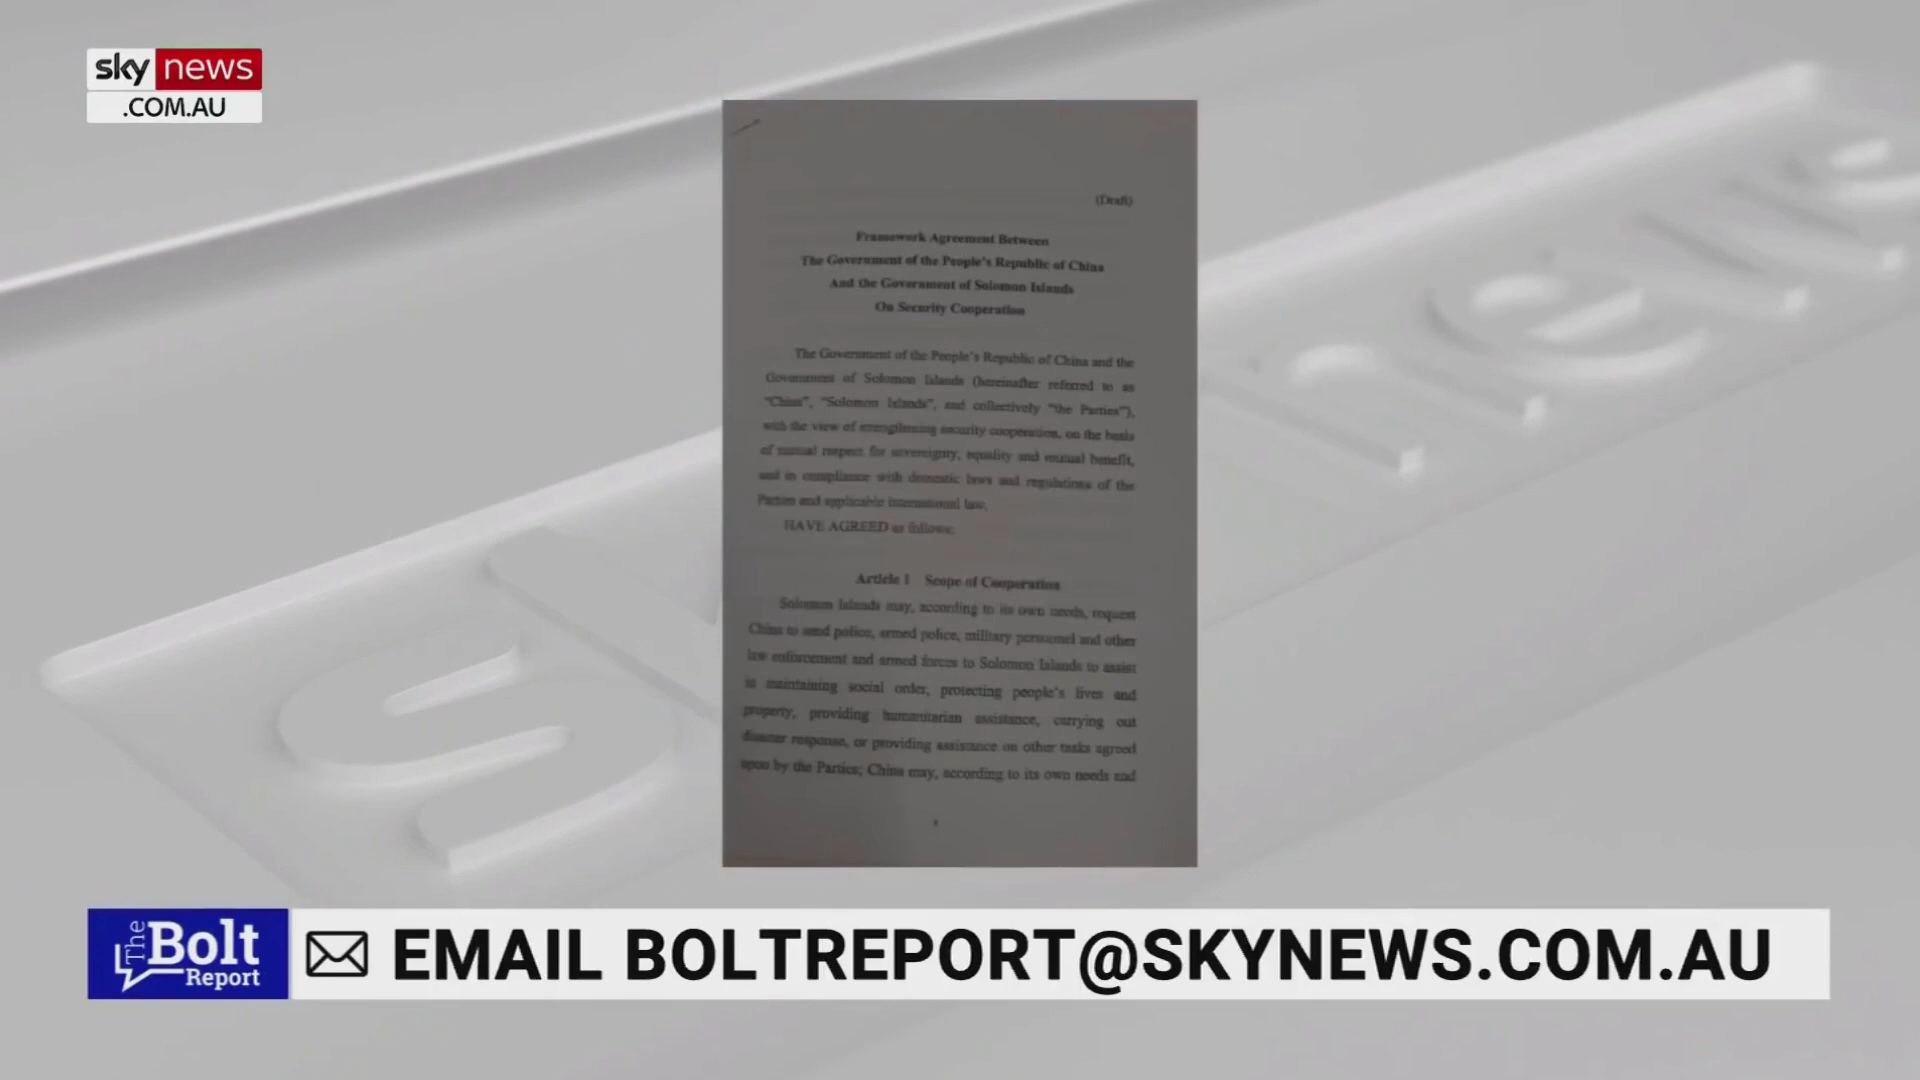 sky news
.COM.AU
(Draft)
Framework Agreement Between
The Government of the People's Republic of China
And the Government of Solomon Islands
On Security Cooperation
The Government of the People's Republic of China and the
Government of Solomon Islands (hereinafter referred to as
"China", "Solomon Islands", and collectively "the Parties"),
with the view of strengthening security cooperation, on the basis
of mutual respect for sovereignty, equality and mutual benefit,
and in compliance with domestic laws and regulations of the
Parties and applicable international law,
HAVE AGREED as follows:
Article 1 Scope of Cooperation
Solomon Islands may, according to its own needs, request
China to send police, armed police, military personnel and other
law enforcement and armed forces to Solomon Islands to assist
in maintaining social order, protecting people's lives and
property, providing humanitarian assistance, carrying out
disaster response, or providing assistance on other tasks agreed
upon by the Parties; China may, according to its own needs and
sky news
The Bolt Report
EMAIL BOLTREPORT@SKYNEWS.COM.AU